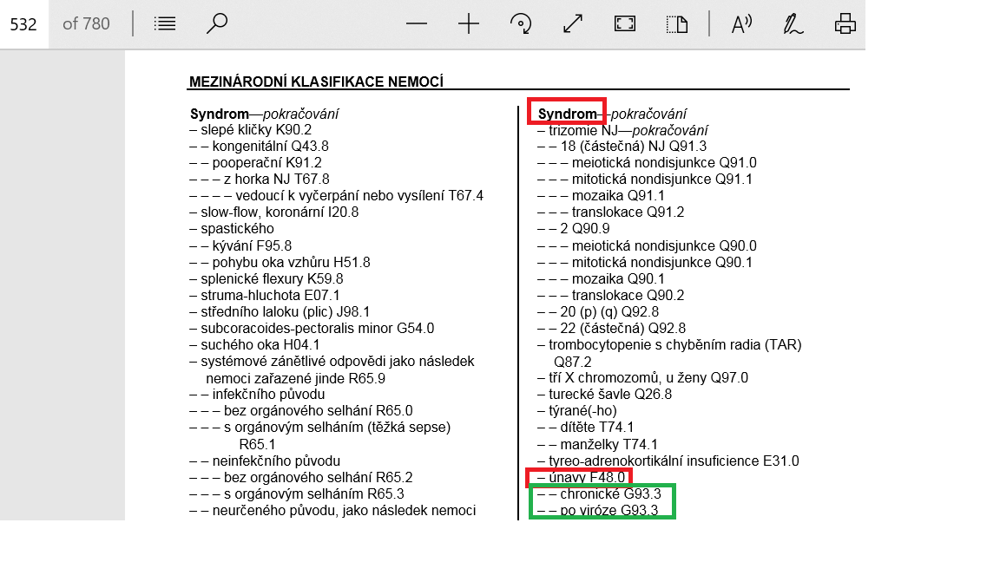 532 of 780
MEZINÁRODNÍ KLASIFIKACE NEMOCÍ
Syndrom—pokračování
– slepé kličky K90.2
– – kongenitální Q43.8
– – pooperační K91.2
– – – z horka NJ T67.8
– – – – vedoucí k vyčerpání nebo vysílení T67.4
– slow-flow, koronární I20.8
– spastického
– – kývání F95.8
– – pohybu oka vzhůru H51.8
– splenické flexury K59.8
– struma-hluchota E07.1
– středního laloku (plic) J98.1
– subcoracoides-pectoralis minor G54.0
– suchého oka H04.1
– systémové zánětlivé odpovědi jako následek
nemoci zařazené jinde R65.9
– – infekčního původu
– – – bez orgánového selhání R65.0
– – – s orgánovým selháním (těžká sepse)
R65.1
– – neinfekčního původu
– – – bez orgánového selhání R65.2
– – – s orgánovým selháním R65.3
– – neurčeného původu, jako následek nemoci
Syndrom—pokračování
– trizomie NJ—pokračování
– – 18 (částečná) NJ Q91.3
– – – meiotická nondisjunkce Q91.0
– – – mitotická nondisjunkce Q91.1
– – – mozaika Q91.1
– – – translokace Q91.2
– – 2 Q90.9
– – – meiotická nondisjunkce Q90.0
– – – mitotická nondisjunkce Q90.1
– – – mozaika Q90.1
– – – translokace Q90.2
– – 20 (p) (q) Q92.8
– – 22 (částečná) Q92.8
– trombocytopenie s chyběním radia (TAR)
Q87.2
– tří X chromozomů, u ženy Q97.0
– turecké šavle Q26.8
– týrané(-ho)
– – dítěte T74.1
– – manželky T74.1
– tyreo-adrenokortikální insuficience E31.0
– únavy F48.0
– – chronické G93.3
– – po viróze G93.3